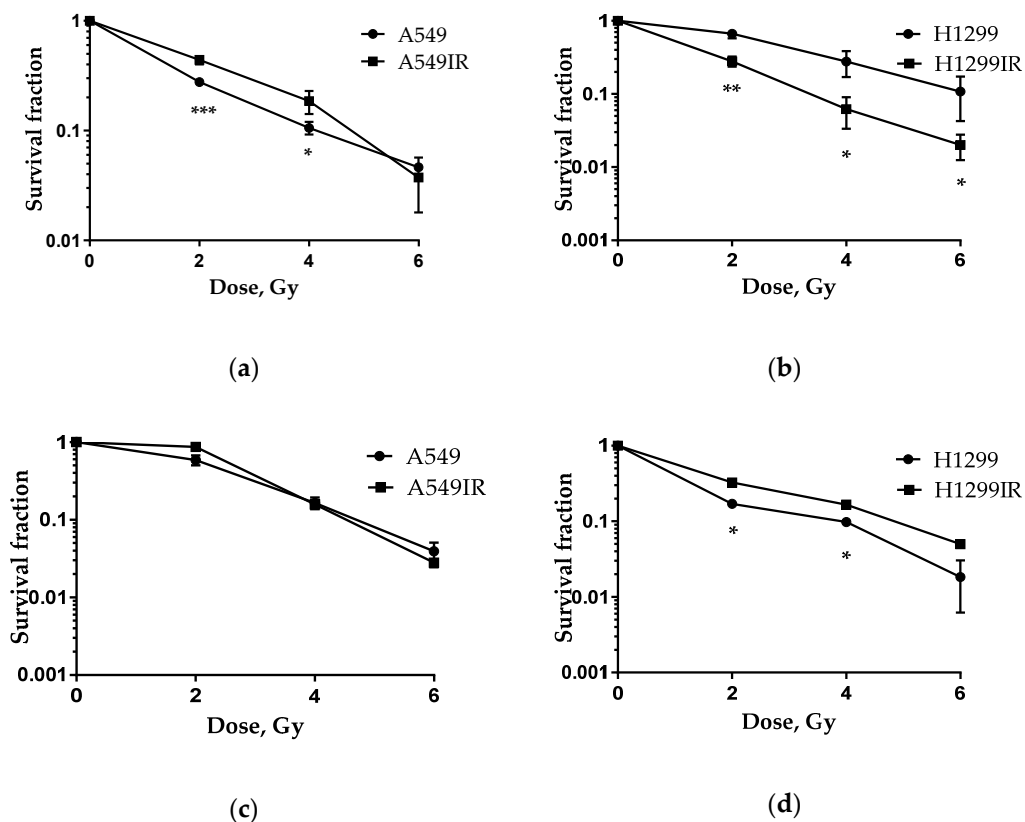 1
0.1
0.01
Survival fraction
A549
A549IR
***
*
0 2 4 6
Dose, Gy
(a)
1
0.1
0.01
0.001
Survival fraction
H1299
H1299IR
**
*
*
0 2 4 6
Dose, Gy
(b)
1
0.1
0.01
0.001
Survival fraction
A549
A549IR
0 2 4 6
Dose, Gy
(c)
1
0.1
0.01
0.001
Survival fraction
H1299
H1299IR
*
*
0 2 4 6
Dose, Gy
(d)